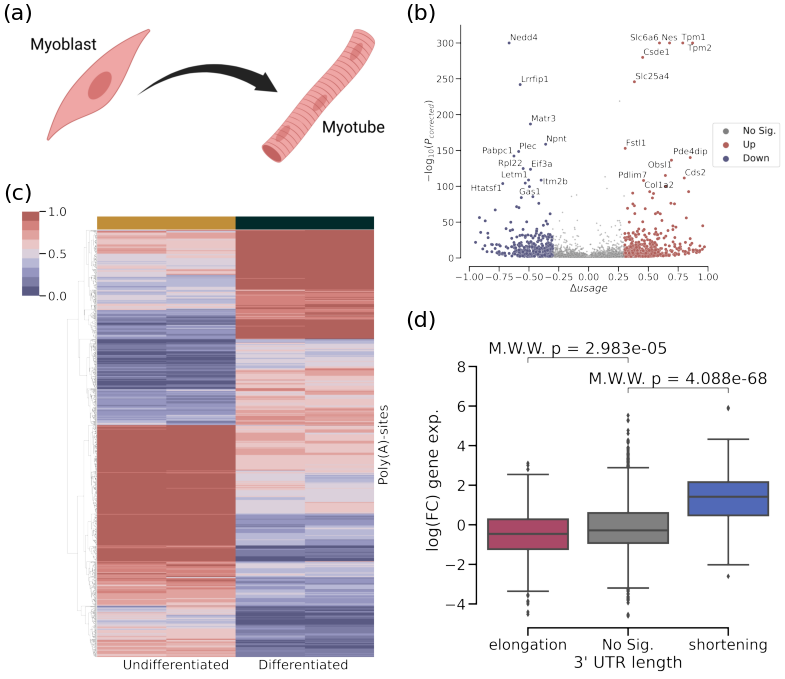 (a)
Myoblast
Myotube
(b)
−log₁₀(P_corrected)
300
250
200
150
100
50
0
−1.00 −0.75 −0.50 −0.25 0.00 0.25 0.50 0.75 1.00
Δusage
Nedd4
Slc6a6 Nes Tpm1
Tpm2
Csde1
Lrrfip1
Slc25a4
Matr3
Npnt
Fstl1
Plec
Pabpc1
Pde4dip
Rpl22 Eif3a
Obsl1
Letm1 Itm2b
Pdlim7 Cds2
Htatsf1 Gas1
Col1a2
No Sig.
Up
Down
(c)
1.0
0.5
0.0
Poly(A)-sites
Undifferentiated Differentiated
(d)
M.W.W. p = 2.983e-05
M.W.W. p = 4.088e-68
log(FC) gene exp.
8
6
4
2
0
−2
−4
elongation No Sig. shortening
3' UTR length